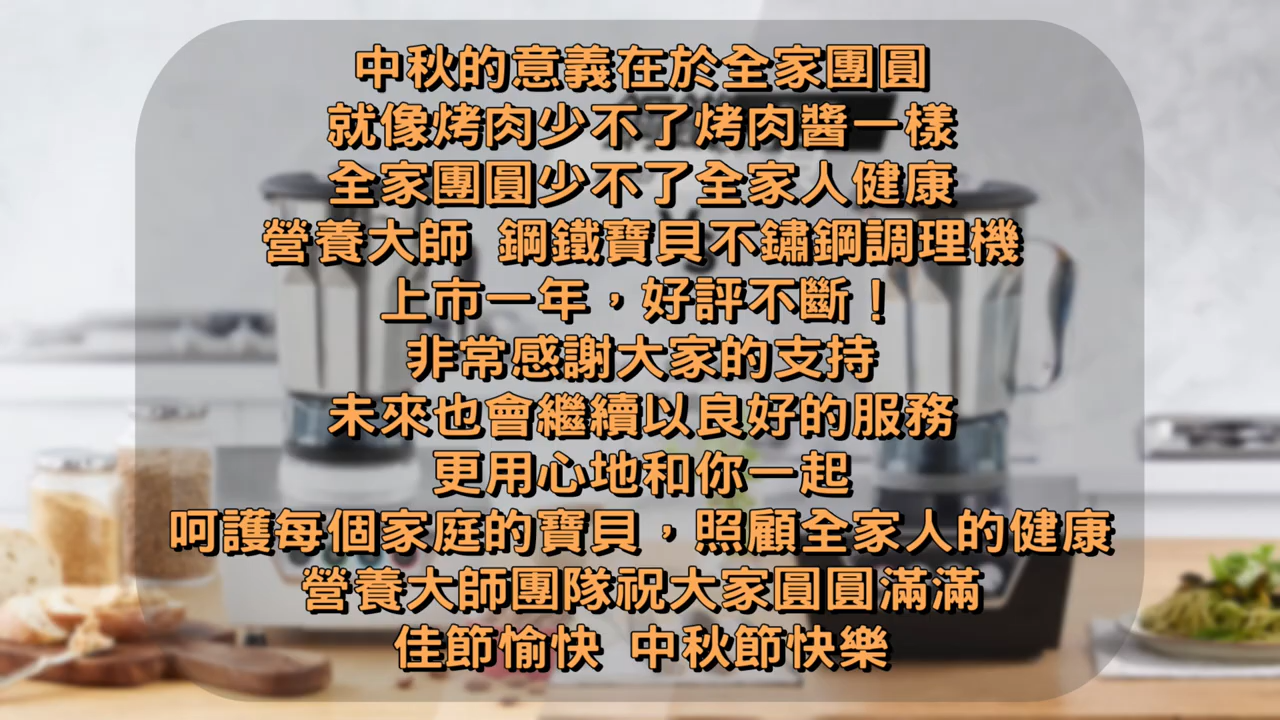 中秋的意義在於全家團圓
就像烤肉少不了烤肉醬一樣
全家團圓少不了全家人健康
營養大師 鋼鐵寶貝不鏽鋼調理機
上市一年，好評不斷！
非常感謝大家的支持
未來也會繼續以良好的服務
更用心地和你一起
呵護每個家庭的寶貝，照顧全家人的健康
營養大師團隊祝大家圓圓滿滿
佳節愉快 中秋節快樂